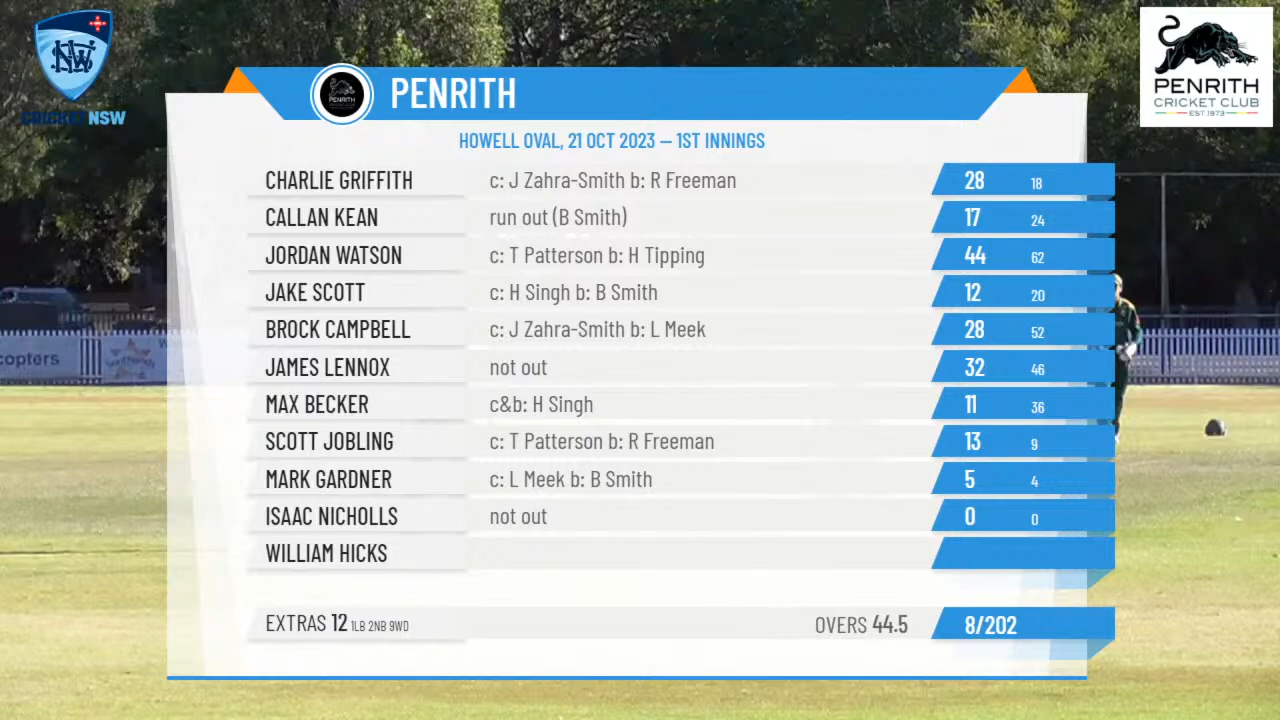 CRICKET NSW
PENRITH
CRICKET CLUB
EST.1973
PENRITH
PENRITH
HOWELL OVAL, 21 OCT 2023 – 1ST INNINGS
CHARLIE GRIFFITH c: J Zahra-Smith b: R Freeman 28 18
CALLAN KEAN run out (B Smith) 17 24
JORDAN WATSON c: T Patterson b: H Tipping 44 62
JAKE SCOTT c: H Singh b: B Smith 12 20
BROCK CAMPBELL c: J Zahra-Smith b: L Meek 28 52
JAMES LENNOX not out 32 46
MAX BECKER c&b: H Singh 11 36
SCOTT JOBLING c: T Patterson b: R Freeman 13 9
MARK GARDNER c: L Meek b: B Smith 5 4
ISAAC NICHOLLS not out 0 0
WILLIAM HICKS
EXTRAS 12 1LB 2NB 9WD OVERS 44.5 8/202
copters